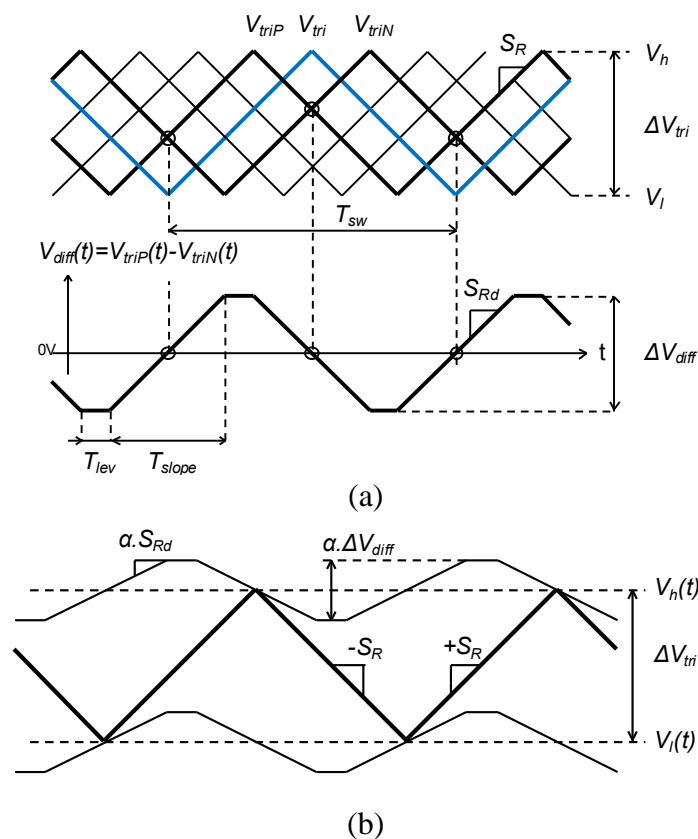 V_triP V_tri V_triN
S_R
V_h
ΔV_tri
V_l
T_sw
V_diff(t)=V_triP(t)-V_triN(t)
S_Rd
0V
t
ΔV_diff
T_lev T_slope
(a)
α.S_Rd α.ΔV_diff
V_h(t)
-S_R +S_R
ΔV_tri
V_l(t)
(b)